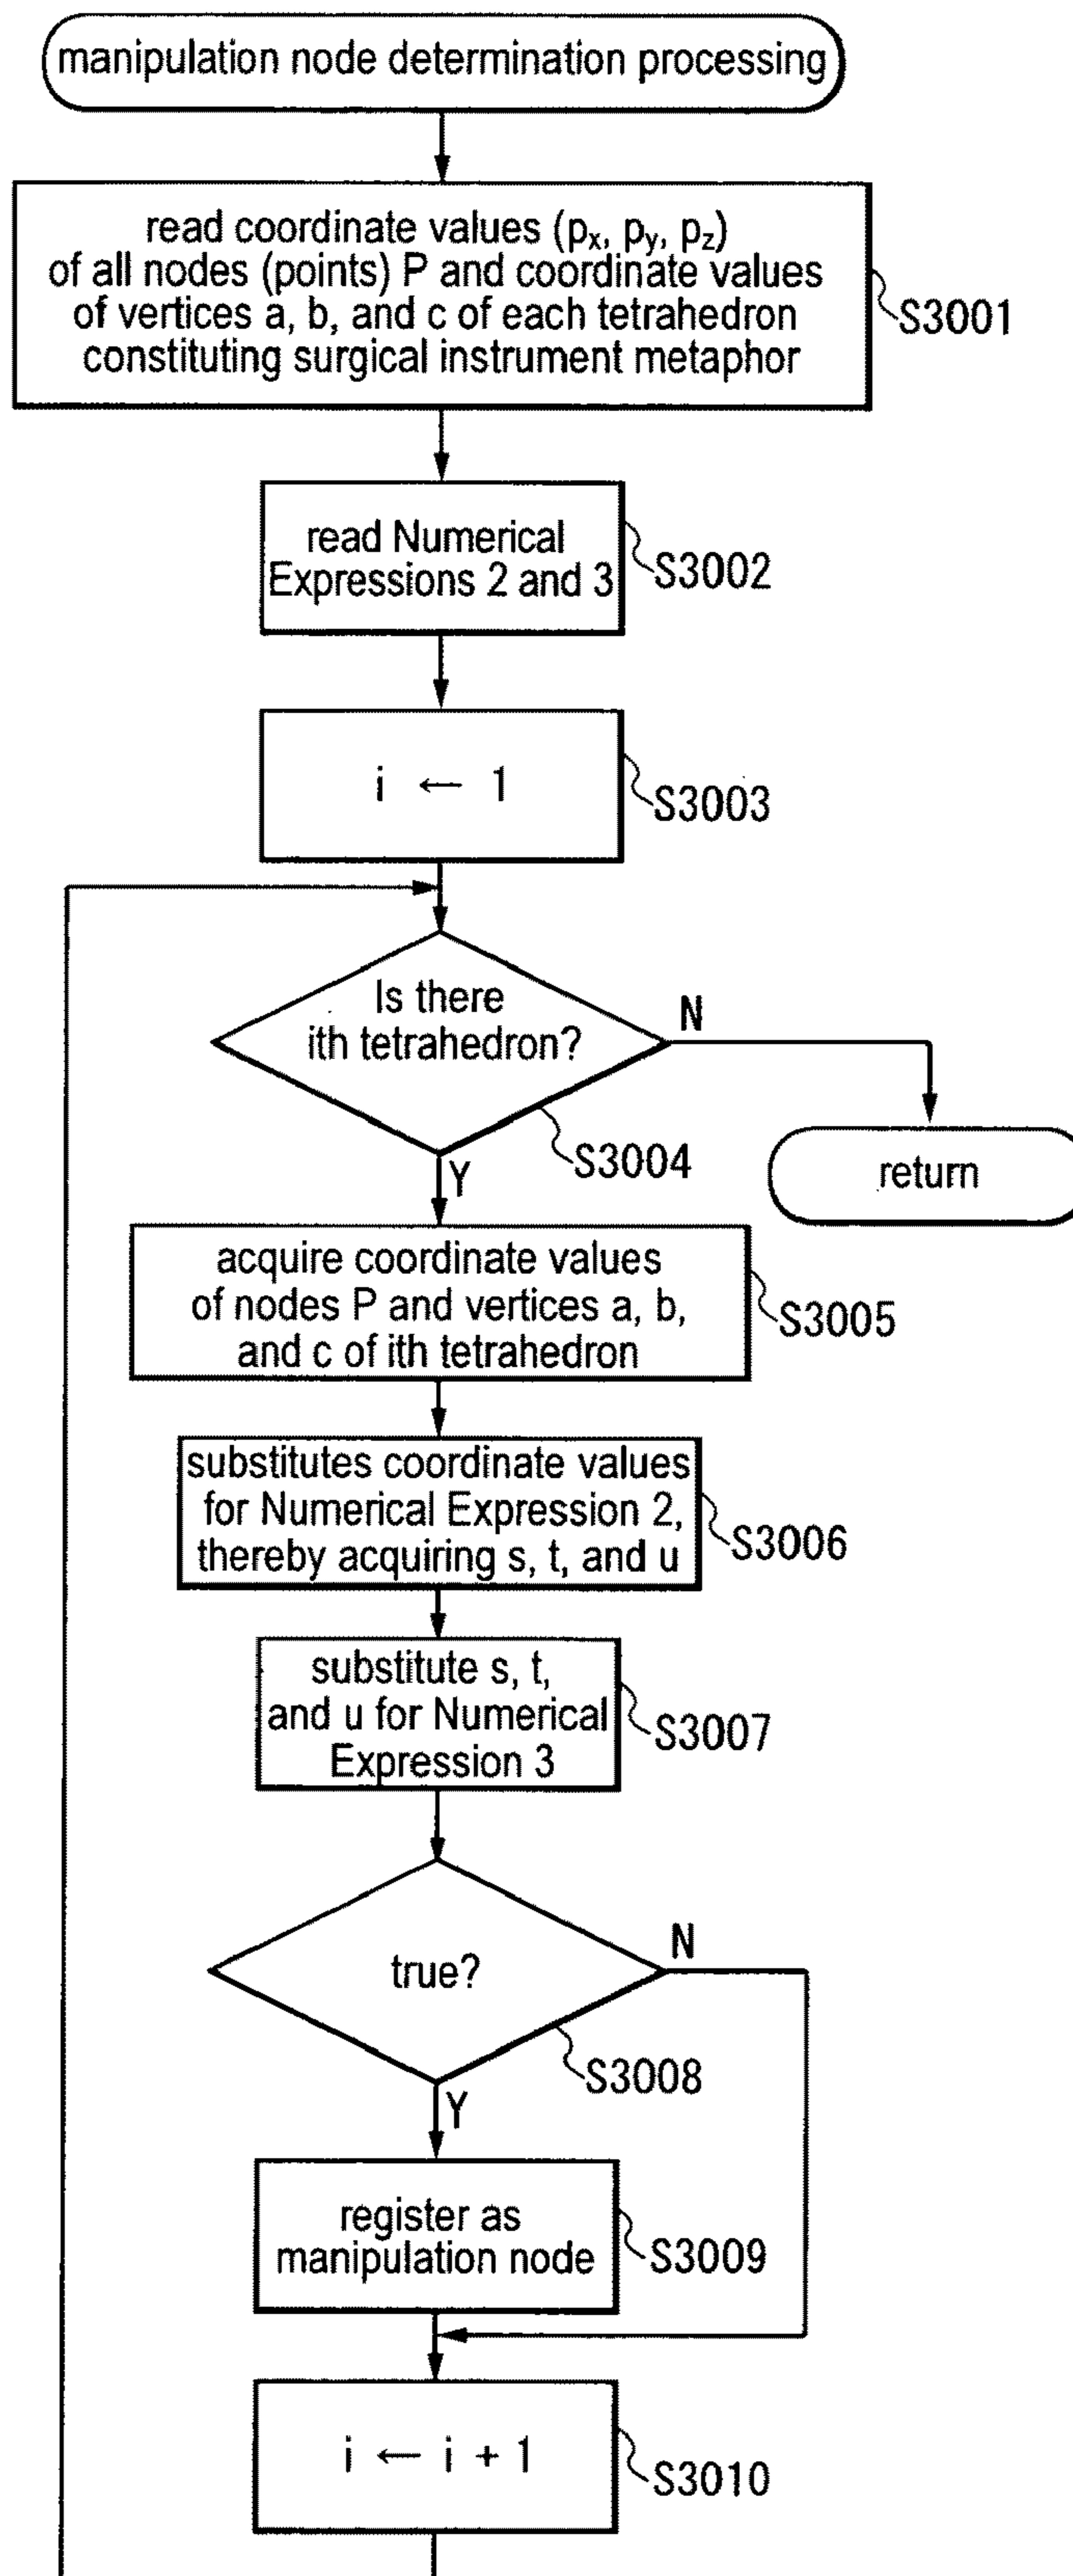 manipulation node determination processing
read coordinate values (px, py, pz)
of all nodes (points) P and coordinate values
of vertices a, b, and c of each tetrahedron
constituting surgical instrument metaphor
S3001
read Numerical
Expressions 2 and 3
S3002
i ← 1
S3003
Is there
ith tetrahedron?
N
S3004
Y
return
acquire coordinate values
of nodes P and vertices a, b,
and c of ith tetrahedron
S3005
substitutes coordinate values
for Numerical Expression 2,
thereby acquiring s, t, and u
S3006
substitute s, t,
and u for Numerical
Expression 3
S3007
true?
N
S3008
Y
register as
manipulation node
S3009
i ← i + 1
S3010